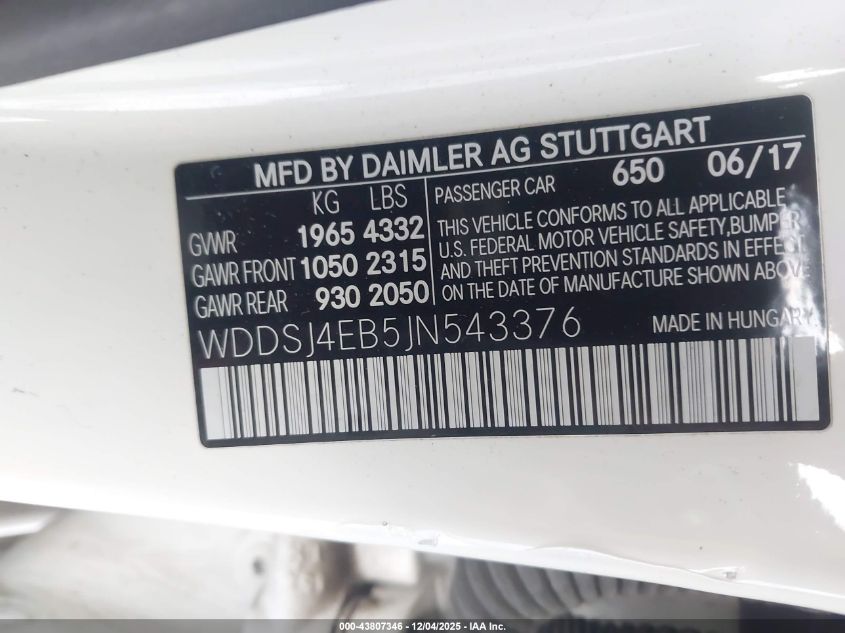 MFD BY DAIMLER AG STUTTGART
KG LBS
GVWR 1965 4332
GAWR FRONT 1050 2315
GAWR REAR 930 2050
PASSENGER CAR 650 06/17
THIS VEHICLE CONFORMS TO ALL APPLICABLE
U.S. FEDERAL MOTOR VEHICLE SAFETY,BUMPER
AND THEFT PREVENTION STANDARDS IN EFFECT
ON THE DATE OF MANUFACTURE SHOWN ABOVE
WDDSJ4EB5JN543376 MADE IN HUNGARY
000-43807346 - 12/04/2025 - IAA Inc.